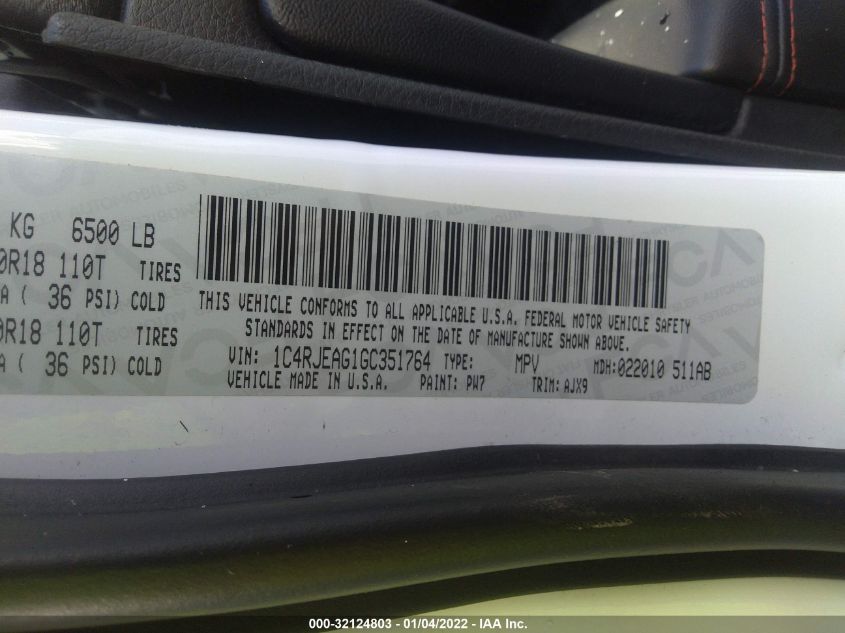 KG 6500 LB
0R18 110T TIRES
A ( 36 PSI) COLD
0R18 110T TIRES
A ( 36 PSI) COLD
THIS VEHICLE CONFORMS TO ALL APPLICABLE U.S.A. FEDERAL MOTOR VEHICLE SAFETY
STANDARDS IN EFFECT ON THE DATE OF MANUFACTURE SHOWN ABOVE.
VIN: 1C4RJEAG1GC351764 TYPE: MPV MDH:022010 511AB
VEHICLE MADE IN U.S.A. PAINT: PW7 TRIM: AJX9
000-32124803 - 01/04/2022 - IAA Inc.